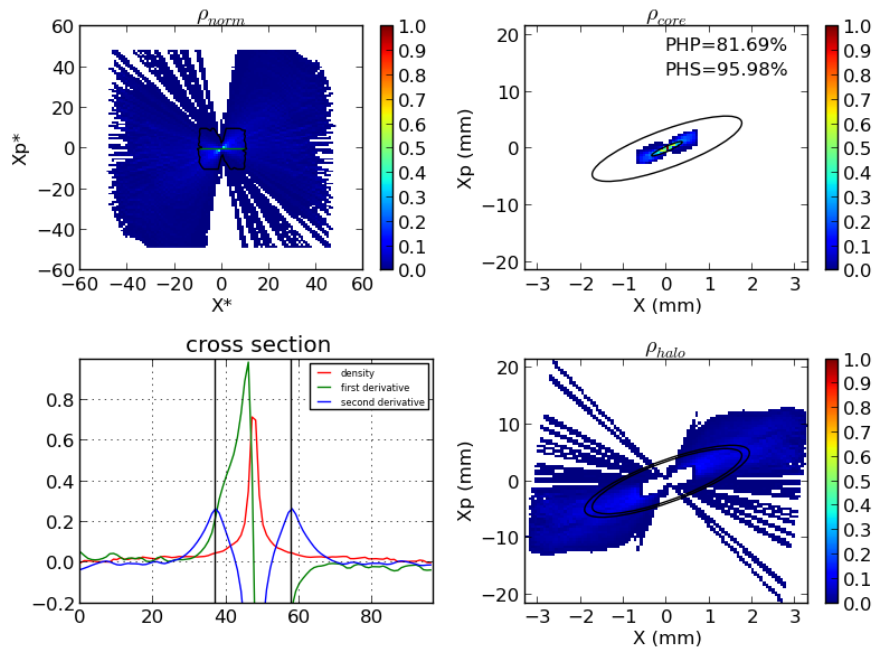 ρnorm
60
40
20
0
−20
−40
−60
Xp*
−60 −40 −20 0 20 40 60
X*
1.0
0.9
0.8
0.7
0.6
0.5
0.4
0.3
0.2
0.1
0.0
ρcore
PHP=81.69%
PHS=95.98%
20
10
0
−10
−20
Xp (mm)
−3 −2 −1 0 1 2 3
X (mm)
1.0
0.9
0.8
0.7
0.6
0.5
0.4
0.3
0.2
0.1
0.0
cross section
density
first derivative
second derivative
0.8
0.6
0.4
0.2
0.0
−0.2
0 20 40 60 80
ρhalo
20
10
0
−10
−20
Xp (mm)
−3 −2 −1 0 1 2 3
X (mm)
1.0
0.9
0.8
0.7
0.6
0.5
0.4
0.3
0.2
0.1
0.0